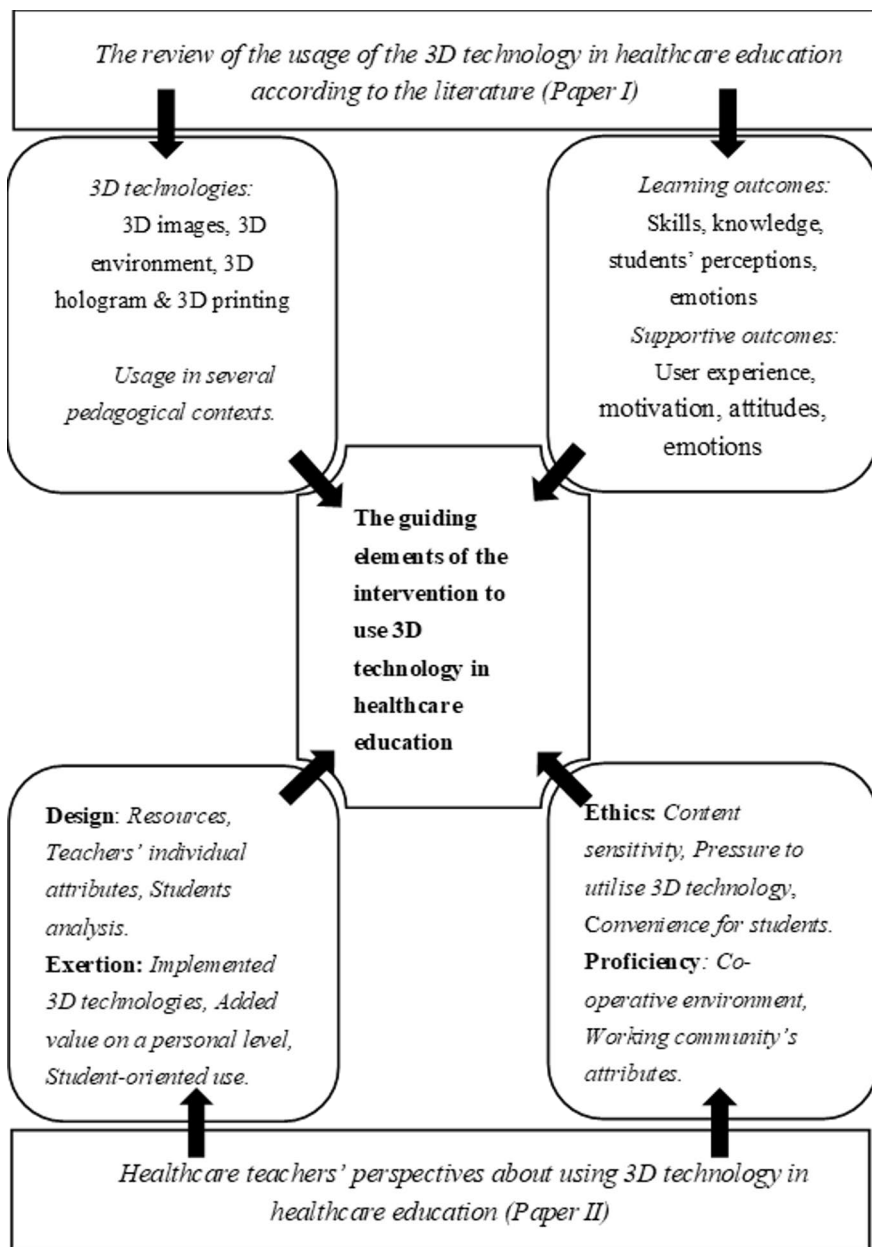 The review of the usage of the 3D technology in healthcare education
according to the literature (Paper I)
3D technologies:
3D images, 3D
environment, 3D
hologram & 3D printing
Usage in several
pedagogical contexts.
Learning outcomes:
Skills, knowledge,
students’ perceptions,
emotions
Supportive outcomes:
User experience,
motivation, attitudes,
emotions
The guiding
elements of the
intervention to
use 3D
technology in
healthcare
education
Design: Resources,
Teachers’ individual
attributes, Students
analysis.
Exertion: Implemented
3D technologies, Added
value on a personal level,
Student-oriented use.
Ethics: Content
sensitivity, Pressure to
utilise 3D technology,
Convenience for students.
Proficiency: Co-
operative environment,
Working community’s
attributes.
Healthcare teachers’ perspectives about using 3D technology in
healthcare education (Paper II)